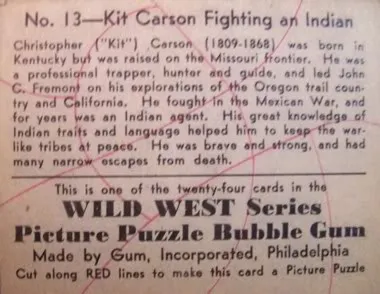 No. 13—Kit Carson Fighting an Indian
Christopher ("Kit") Carson (1809-1868) was born in
Kentucky but was raised on the Missouri frontier. He was
a professional trapper, hunter and guide, and led John
C. Fremont on his explorations of the Oregon trail coun-
try and California. He fought in the Mexican War, and
for years was an Indian agent. His great knowledge of
Indian traits and language helped him to keep the war-
like tribes at peace. He was brave and strong, and had
many narrow escapes from death.
This is one of the twenty-four cards in the
WILD WEST Series
Picture Puzzle Bubble Gum
Made by Gum, Incorporated, Philadelphia
Cut along RED lines to make this card a Picture Puzzle